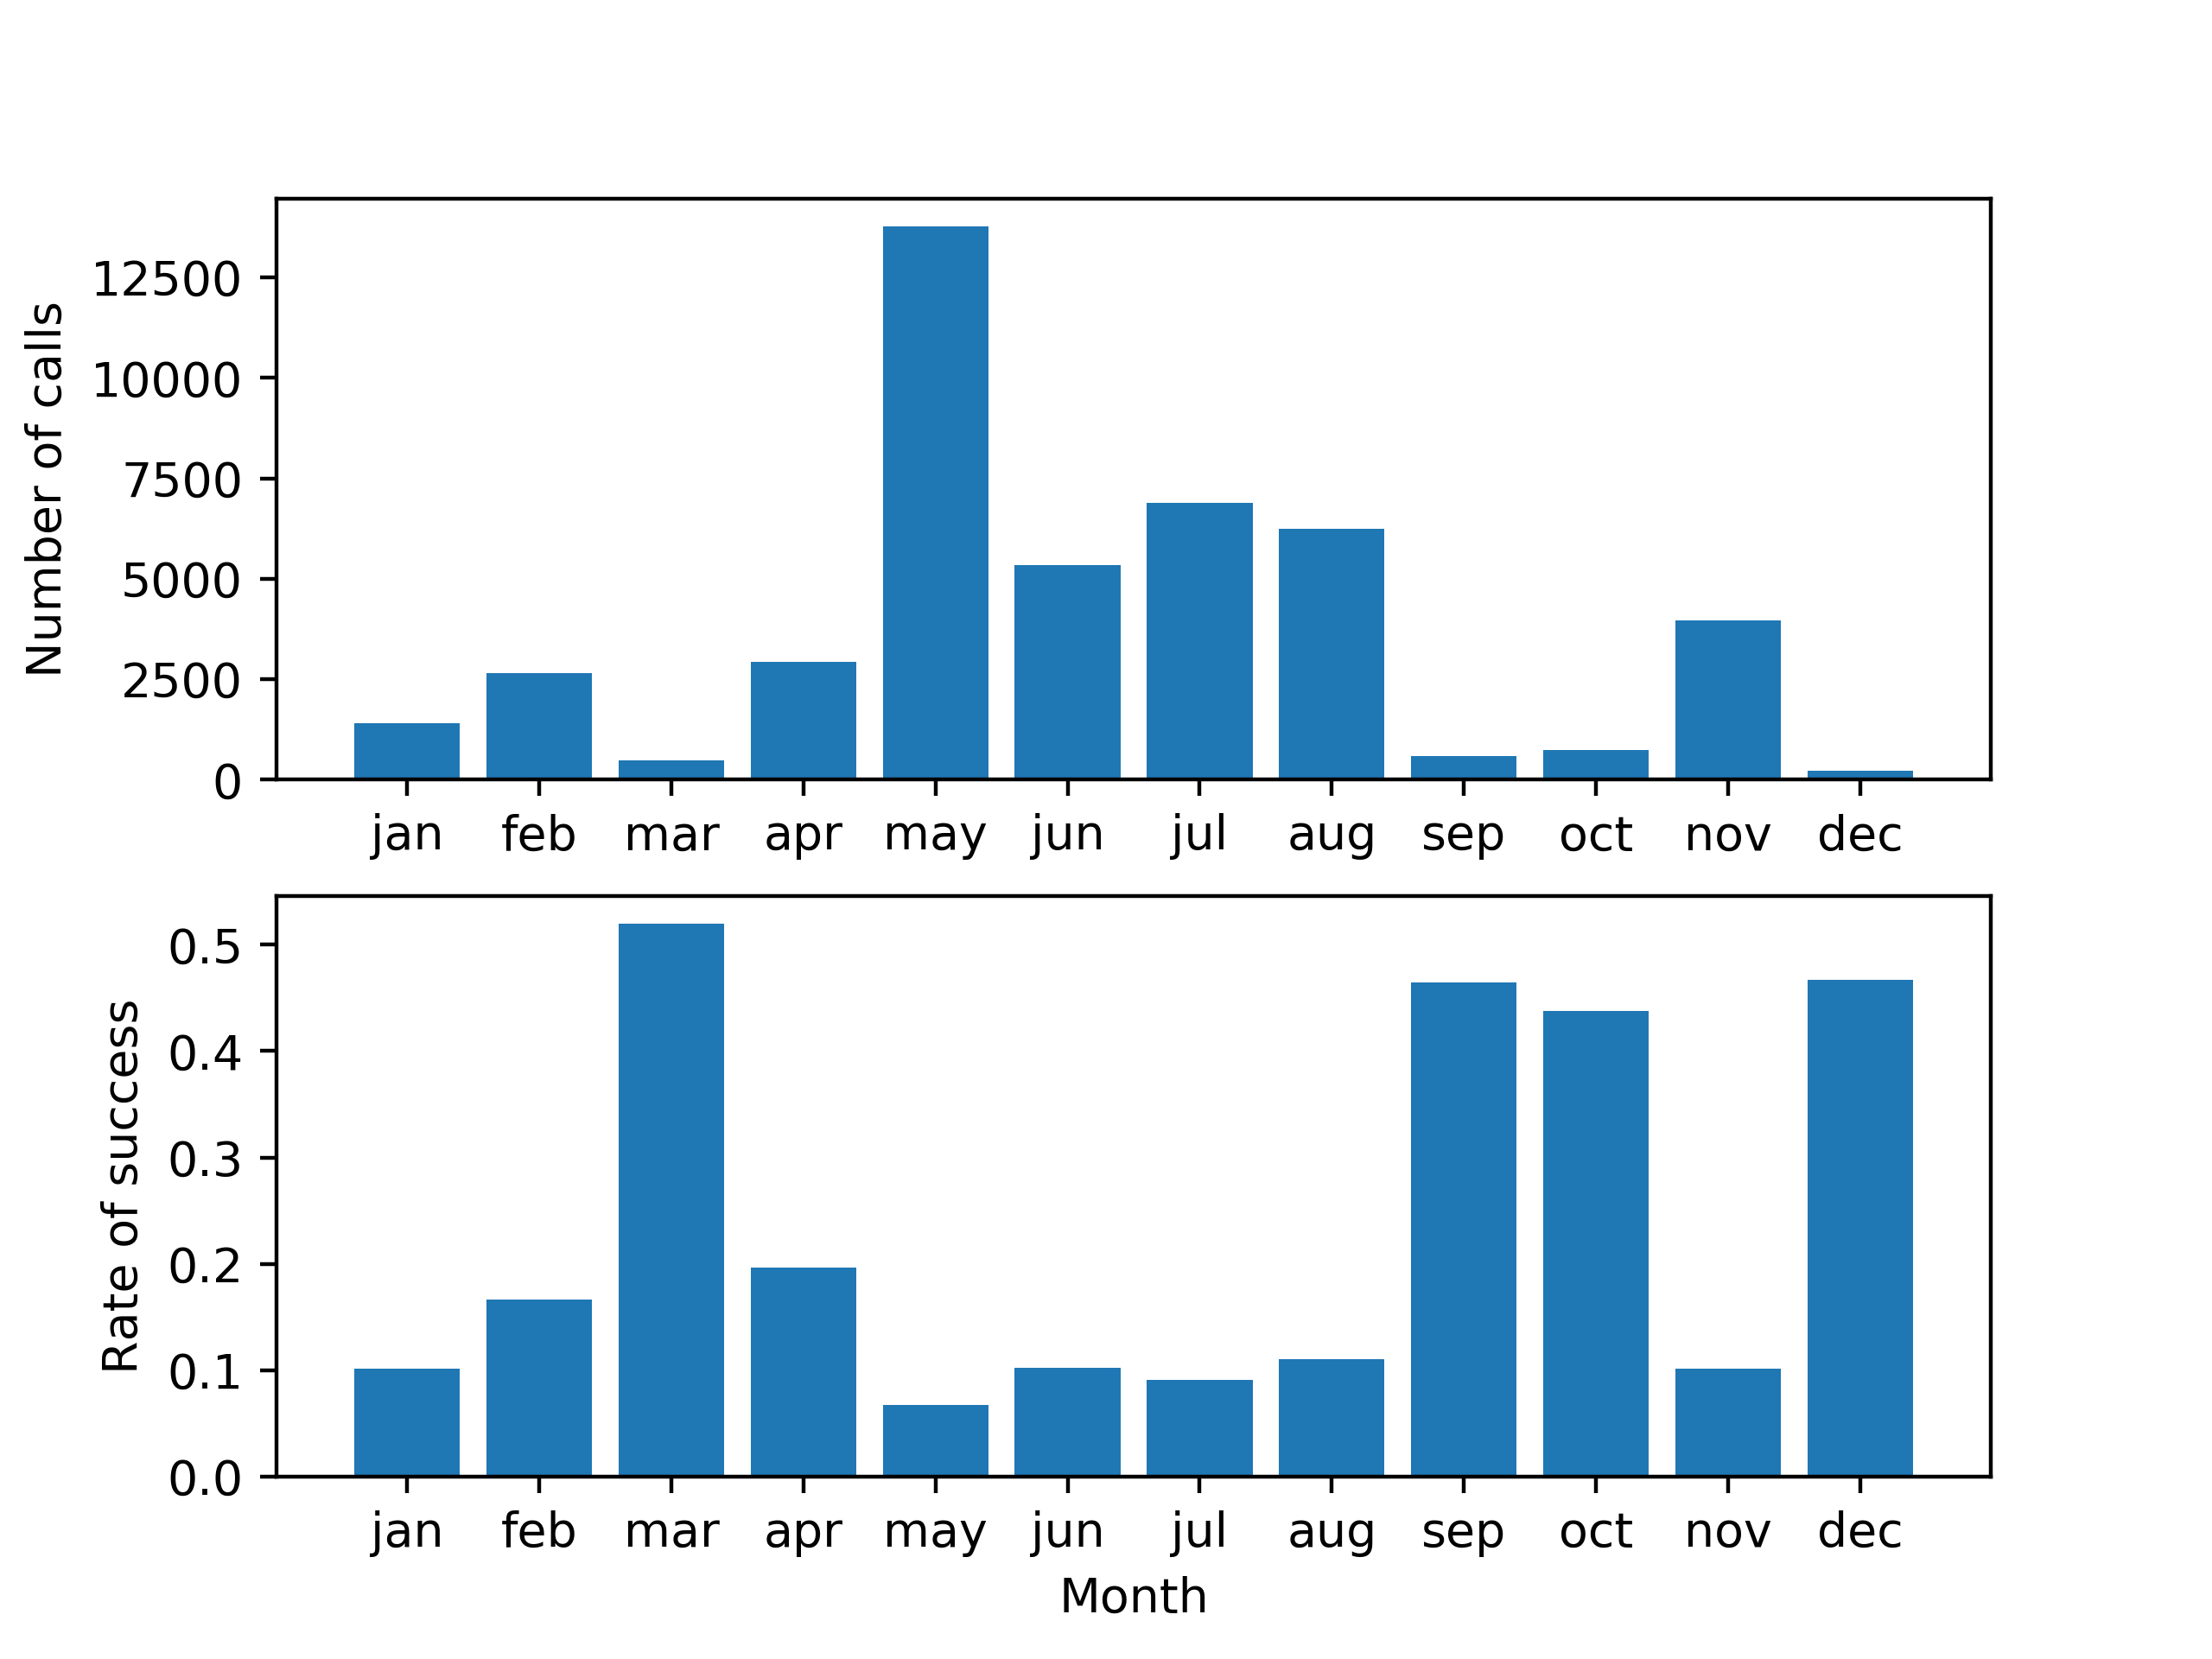 Number of calls
12500
10000
7500
5000
2500
0
jan feb mar apr may jun jul aug sep oct nov dec
Rate of success
0.5
0.4
0.3
0.2
0.1
0.0
jan feb mar apr may jun jul aug sep oct nov dec
Month